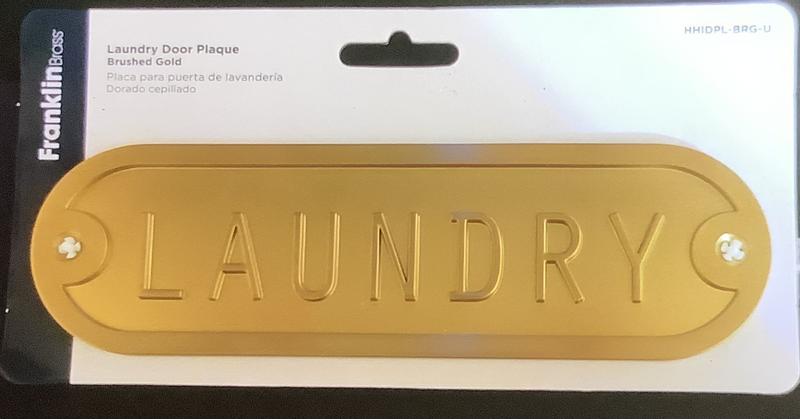 FranklinBrass
Laundry Door Plaque
Brushed Gold
Placa para puerta de lavandería
Dorado cepillado
HHIDPL-BRG-U
LAUNDRY